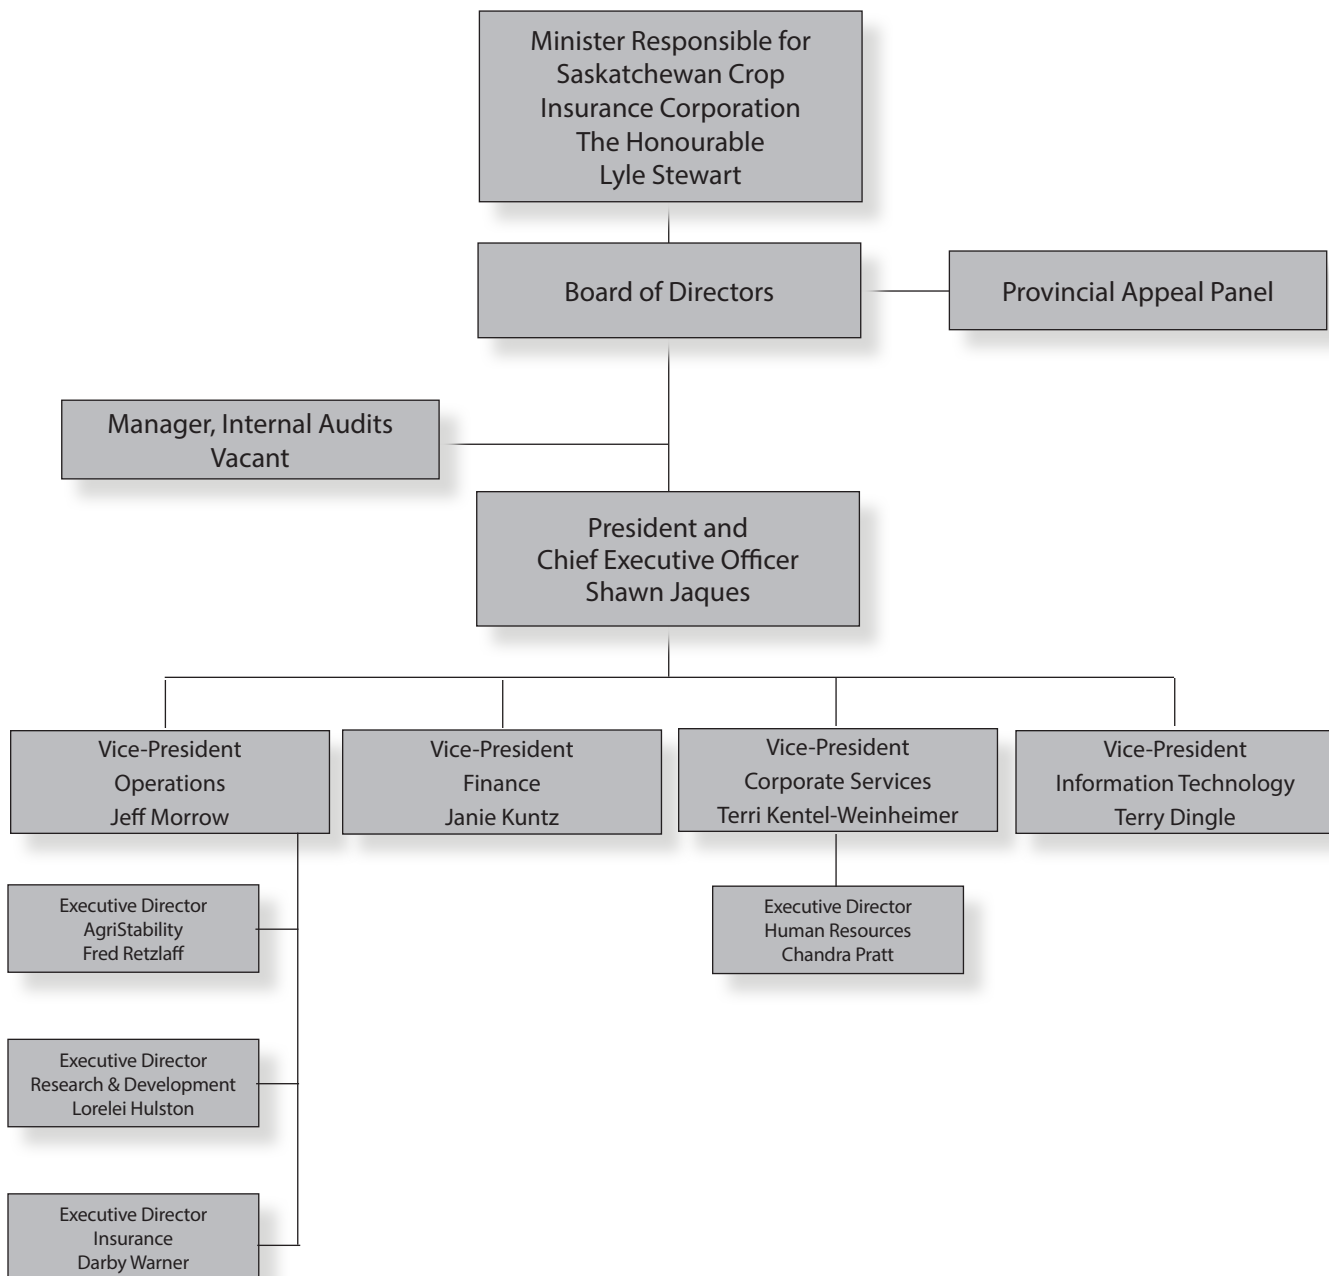 Minister Responsible for
Saskatchewan Crop
Insurance Corporation
The Honourable
Lyle Stewart
Board of Directors
Provincial Appeal Panel
Manager, Internal Audits
Vacant
President and
Chief Executive Officer
Shawn Jaques
Vice-President
Operations
Jeff Morrow
Vice-President
Finance
Janie Kuntz
Vice-President
Corporate Services
Terri Kentel-Weinheimer
Vice-President
Information Technology
Terry Dingle
Executive Director
AgriStability
Fred Retzlaff
Executive Director
Human Resources
Chandra Pratt
Executive Director
Research & Development
Lorelei Hulston
Executive Director
Insurance
Darby Warner